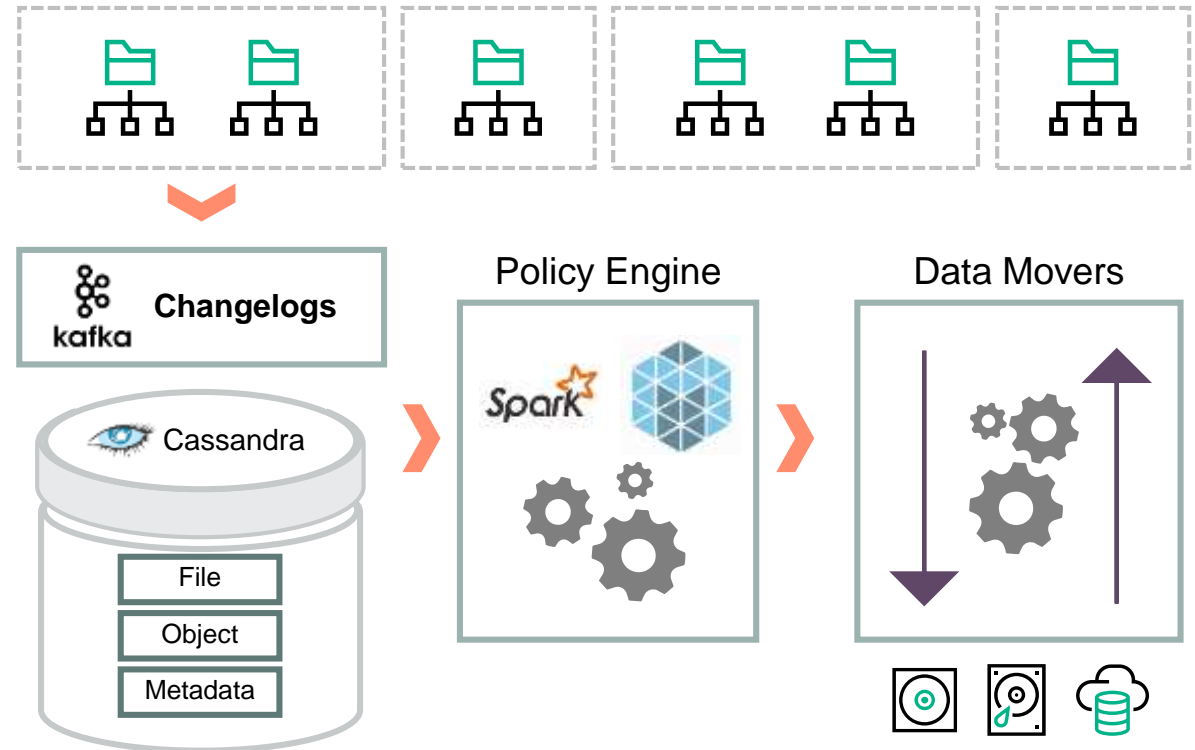 kafka
Changelogs
Cassandra
File
Object
Metadata
Policy Engine
Spark
Data Movers